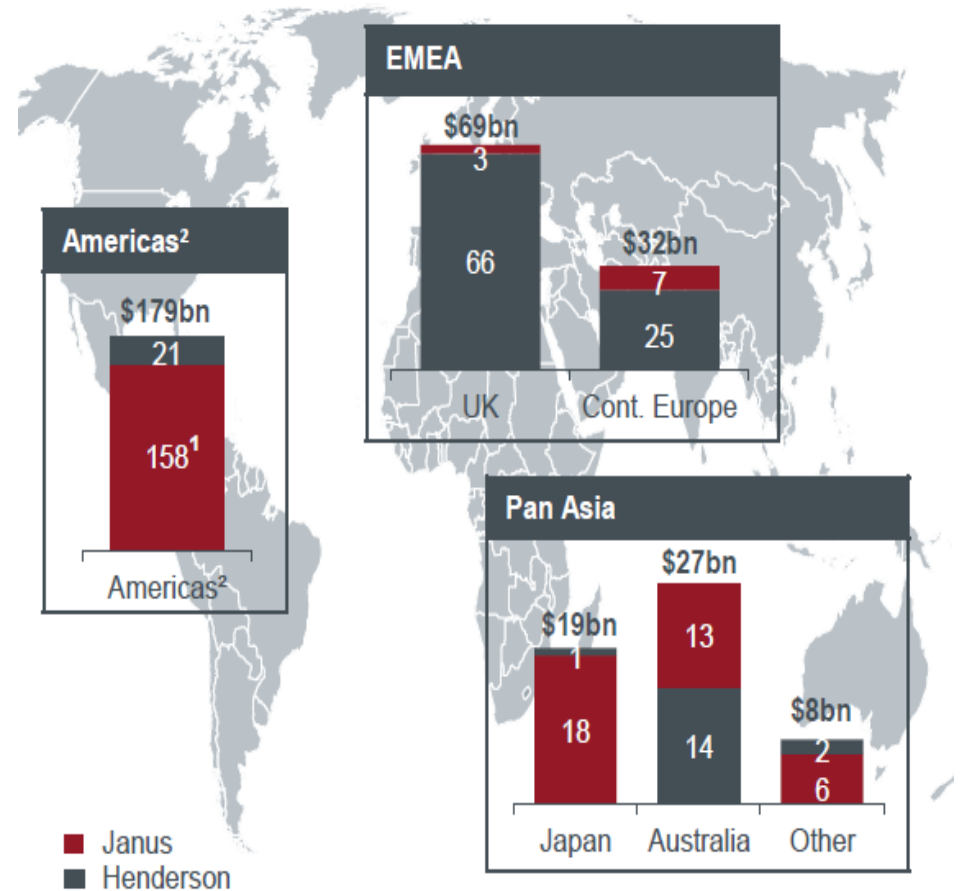 EMEA
$69bn
3
66
UK
$32bn
7
25
Cont. Europe
Americas²
$179bn
21
158¹
Americas²
Pan Asia
$19bn
1
18
Japan
$27bn
13
14
Australia
$8bn
2
6
Other
Janus
Henderson